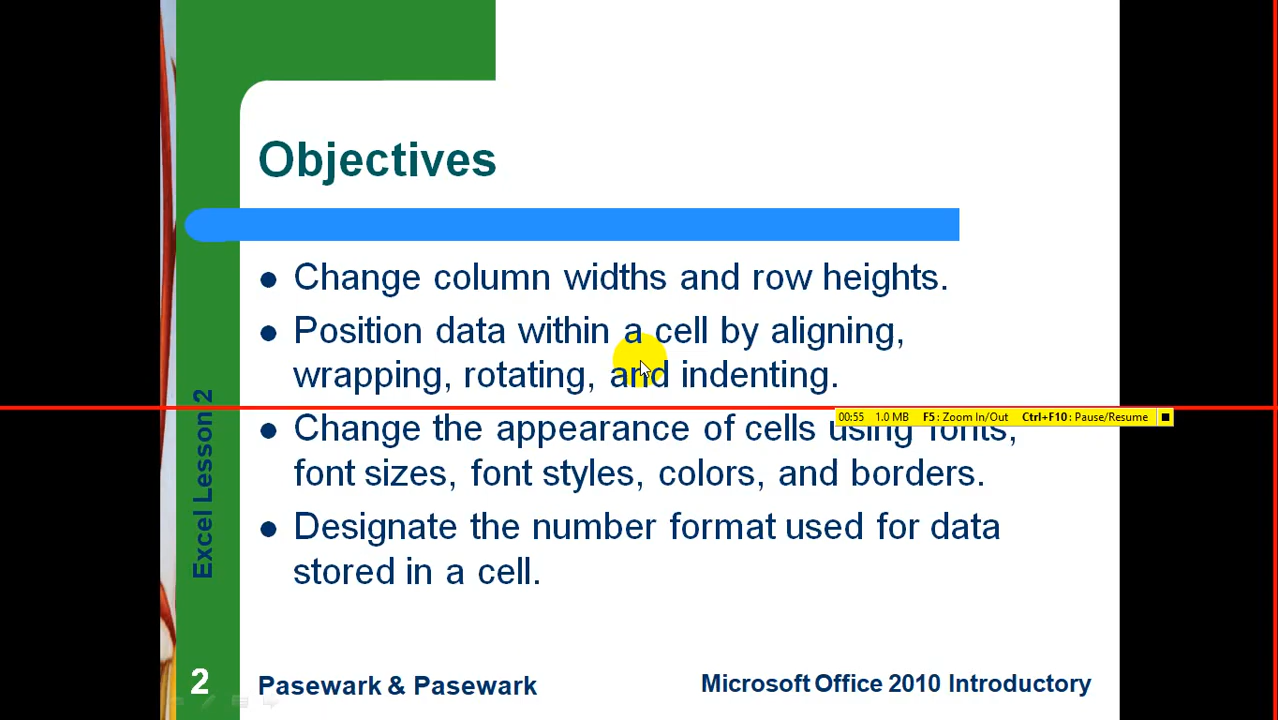 Objectives
• Change column widths and row heights.
• Position data within a cell by aligning,
wrapping, rotating, and indenting.
00:55 1.0 MB F5: Zoom In/Out Ctrl+F10: Pause/Resume
• Change the appearance of cells using fonts,
font sizes, font styles, colors, and borders.
• Designate the number format used for data
stored in a cell.
Excel Lesson 2
2
Pasewark & Pasewark
Microsoft Office 2010 Introductory